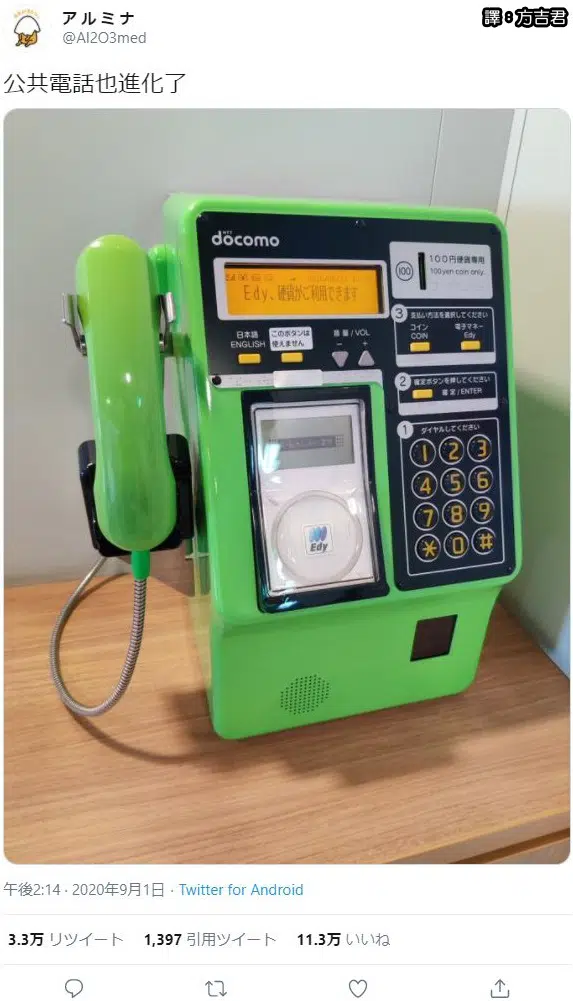 アルミナ
譯:方吉君
@Al2O3med
公共電話也進化了
NTT
döcomo
100円硬貨専用
100
100yen coin only.
Edy、硬貨がご利用できます
日本語
ENGLISH
このボタンは
使えません
音量/VOL
− +
3 支払い方法を選択してください
コイン
COIN
電子マネー
Edy
2 確定ボタンを押してください
確定/ENTER
1 ダイヤルしてください
1 2 3
4 5 6
7 8 9
* 0 #
Edy
午後2:14 · 2020年9月1日 · Twitter for Android
3.3万 リツイート 1,397 引用ツイート 11.3万 いいね